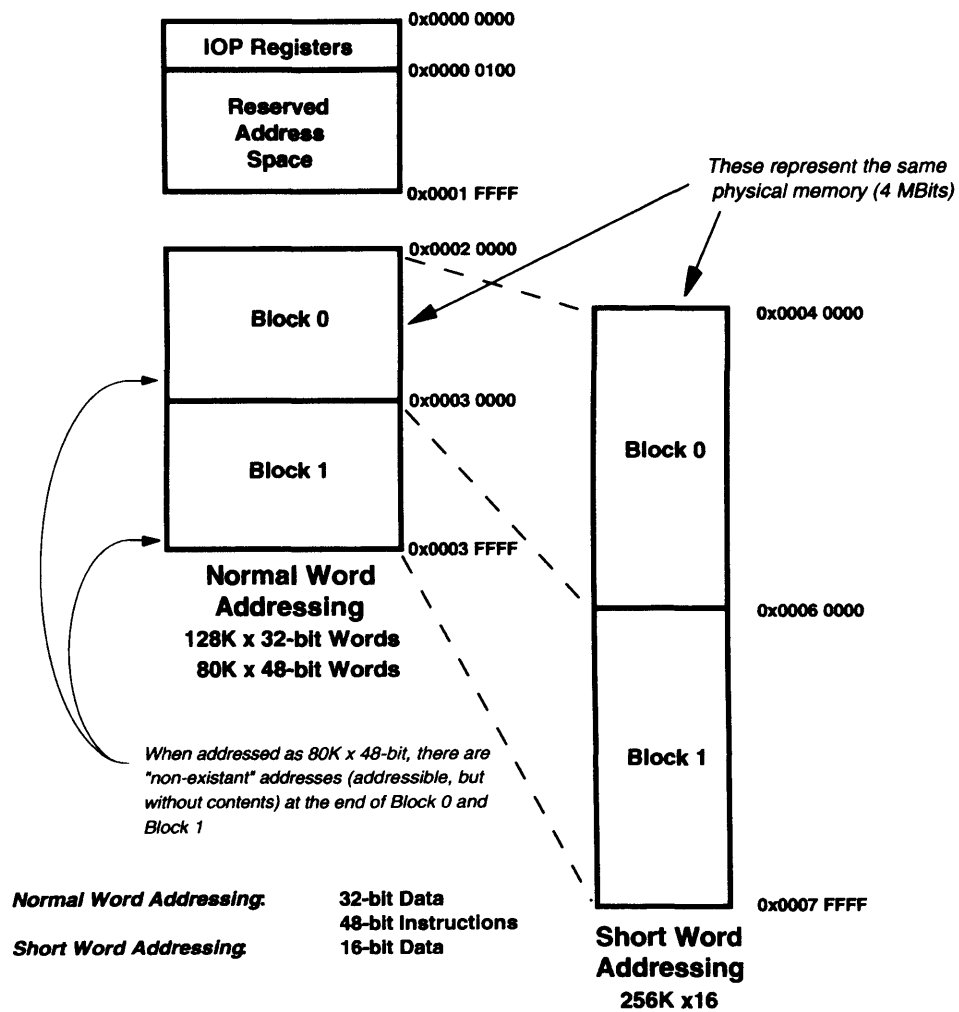 0x0000 0000
IOP Registers
0x0000 0100
Reserved
Address
Space
0x0001 FFFF
These represent the same
physical memory (4 MBits)
0x0002 0000
Block 0
0x0003 0000
Block 1
0x0003 FFFF
Normal Word
Addressing
128K x 32-bit Words
80K x 48-bit Words
0x0004 0000
Block 0
0x0006 0000
Block 1
0x0007 FFFF
Short Word
Addressing
256K x16
When addressed as 80K x 48-bit, there are
"non-existant" addresses (addressible, but
without contents) at the end of Block 0 and
Block 1
Normal Word Addressing: 32-bit Data
48-bit Instructions
Short Word Addressing: 16-bit Data